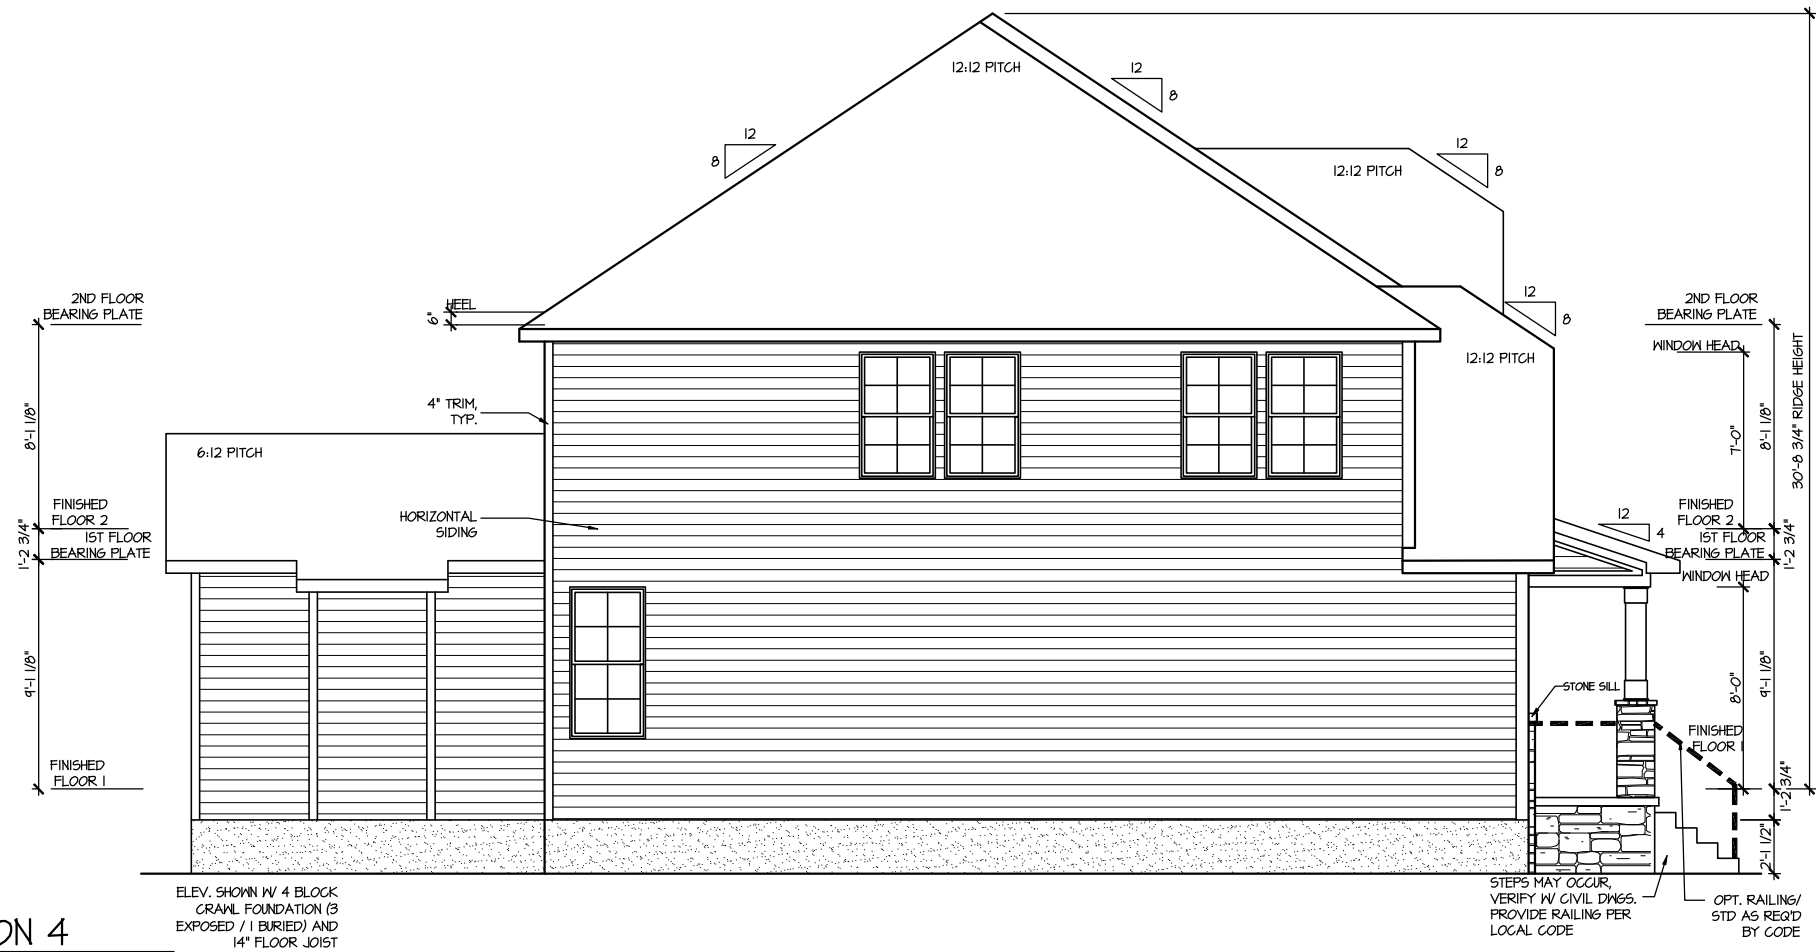 12:12 PITCH
12
8
12
8
12:12 PITCH
12
8
12
8
12:12 PITCH
2ND FLOOR
BEARING PLATE
HEEL
6"
8'-1 1/8"
4" TRIM,
TYP.
6:12 PITCH
HORIZONTAL
SIDING
FINISHED
FLOOR 2
1ST FLOOR
BEARING PLATE
1'-2 3/4"
9'-1 1/8"
FINISHED
FLOOR 1
2ND FLOOR
BEARING PLATE
WINDOW HEAD
7'-0"
8'-1 1/8"
30'-8 3/4" RIDGE HEIGHT
12
4
FINISHED
FLOOR 2
1ST FLOOR
BEARING PLATE
1'-2 3/4"
WINDOW HEAD
STONE SILL
8'-0"
9'-1 1/8"
FINISHED
FLOOR 1
1'-2 3/4"
2'-1 1/2"
ELEV. SHOWN W/ 4 BLOCK
CRAWL FOUNDATION (3
EXPOSED / 1 BURIED) AND
14" FLOOR JOIST
STEPS MAY OCCUR,
VERIFY W/ CIVIL DWGS.
PROVIDE RAILING PER
LOCAL CODE
OPT. RAILING/
STD AS REQ'D
BY CODE
ON 4